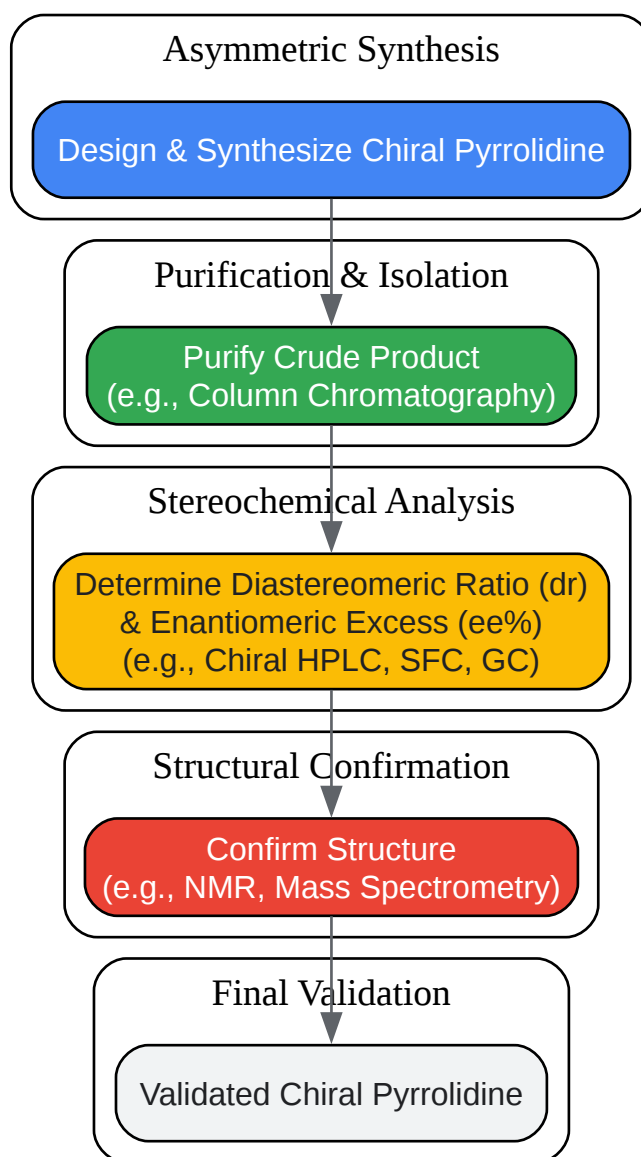 Asymmetric Synthesis
Design & Synthesize Chiral Pyrrolidine
Purification & Isolation
Purify Crude Product
(e.g., Column Chromatography)
Stereochemical Analysis
Determine Diastereomeric Ratio (dr)
& Enantiomeric Excess (ee%)
(e.g., Chiral HPLC, SFC, GC)
Structural Confirmation
Confirm Structure
(e.g., NMR, Mass Spectrometry)
Final Validation
Validated Chiral Pyrrolidine